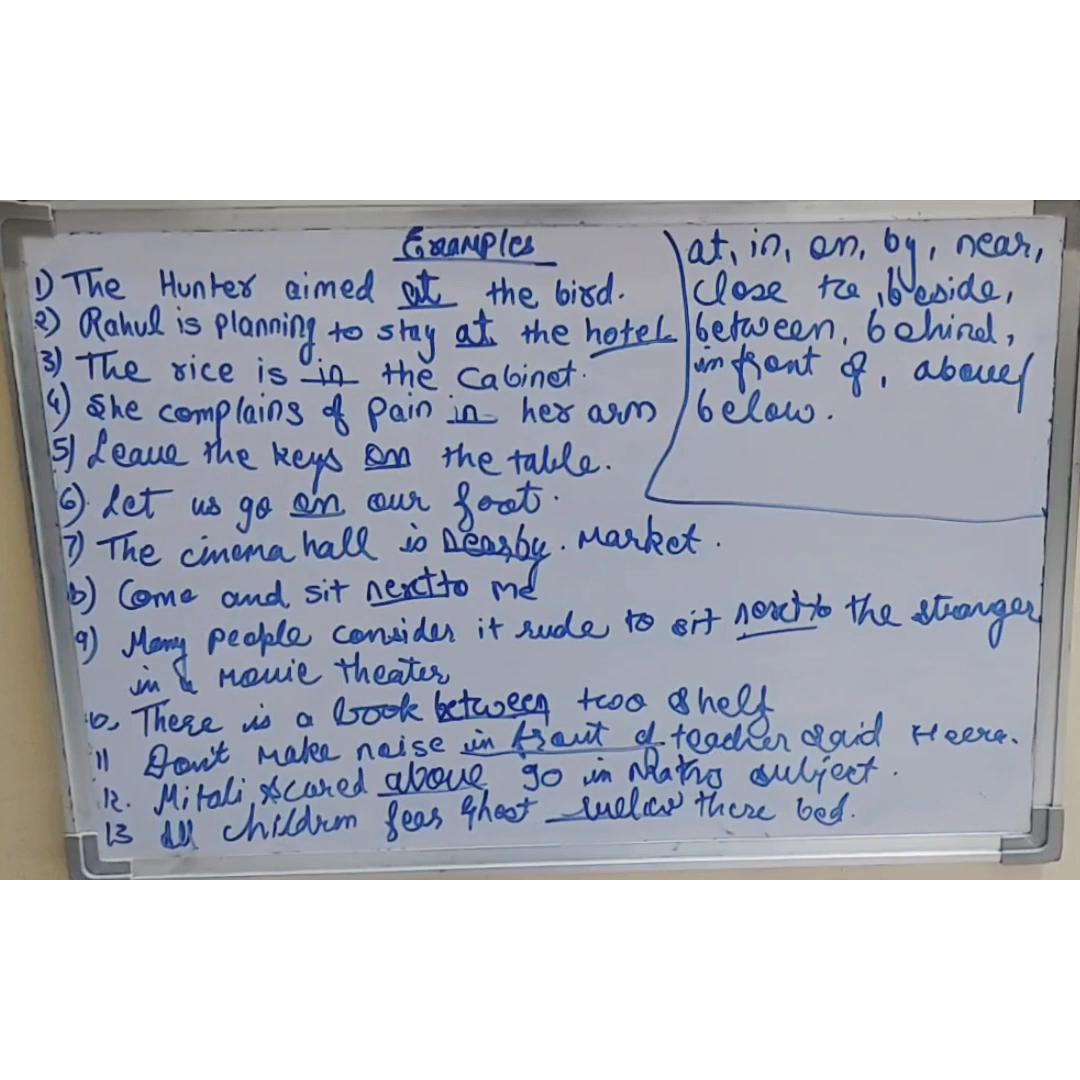 Examples
1) The Hunter aimed at the bird.
2) Rahul is planning to stay at the hotel
3) The rice is in the Cabinet.
4) She complains of pain in her arm
5) Leave the keys on the table.
6). Let us go on our foot.
7) The cinema hall is nearby. Market.
Come and sit next to me
9) Many people consider it rude to sit next to the stranger
in a movie theater
10. There is a book between two shelf
11 Don't make noise in front of teacher said Heera.
12. Mitali scared above 90 in Maths subject.
13 All children fear Ghost below there bed.
at, in, on, by, near,
close to, beside,
between, behind,
in front of, above/
below.